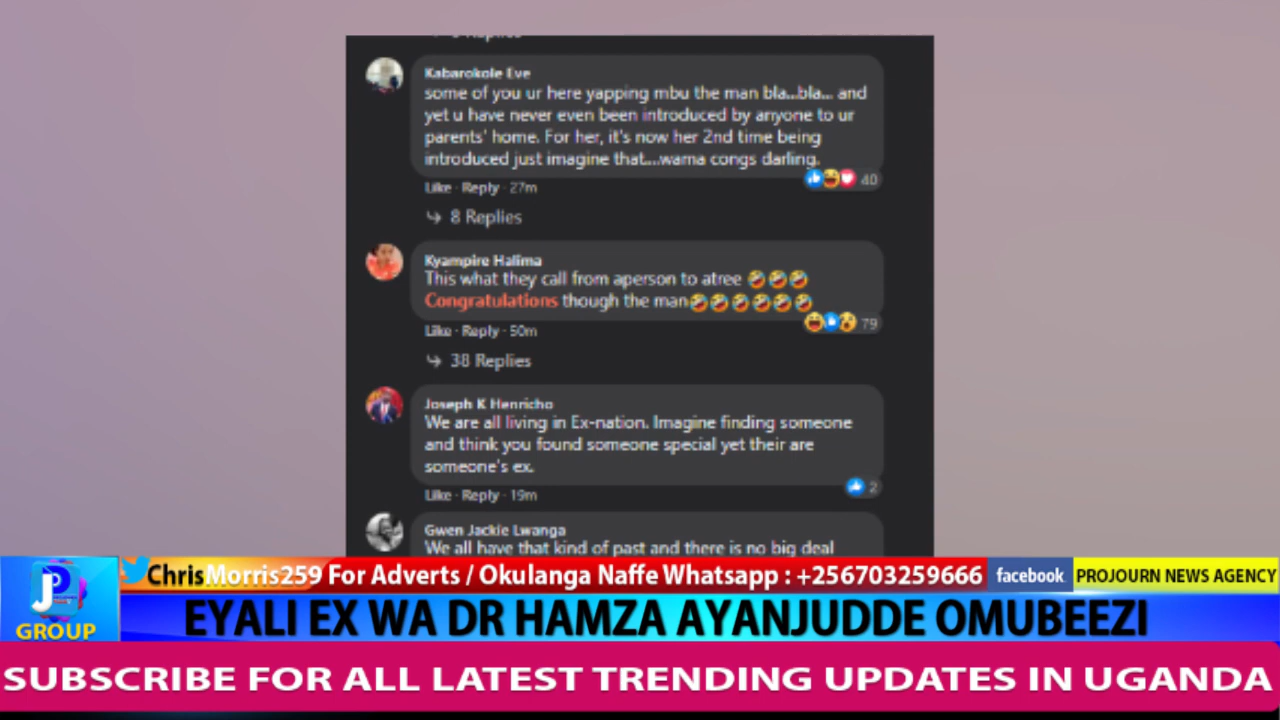 Kabarokole Eve
some of you ur here yapping mbu the man bla...bla... and
yet u have never even been introduced by anyone to ur
parents' home. For her, it's now her 2nd time being
introduced just imagine that....wama congs darling.
40
Like · Reply · 27m
8 Replies
Kyampire Halima
This what they call from aperson to atree 🤣🤣🤣
Congratulations though the man🤣🤣🤣🤣🤣🤣
79
Like · Reply · 50m
38 Replies
Joseph K Henricho
We are all living in Ex-nation. Imagine finding someone
and think you found someone special yet their are
someone's ex.
2
Like · Reply · 19m
Gwen Jackie Lwanga
We all have that kind of past and there is no big deal
JP
GROUP
ChrisMorris259 For Adverts / Okulanga Naffe Whatsapp : +256703259666
facebook
PROJOURN NEWS AGENCY
EYALI EX WA DR HAMZA AYANJUDDE OMUBEEZI
SUBSCRIBE FOR ALL LATEST TRENDING UPDATES IN UGANDA